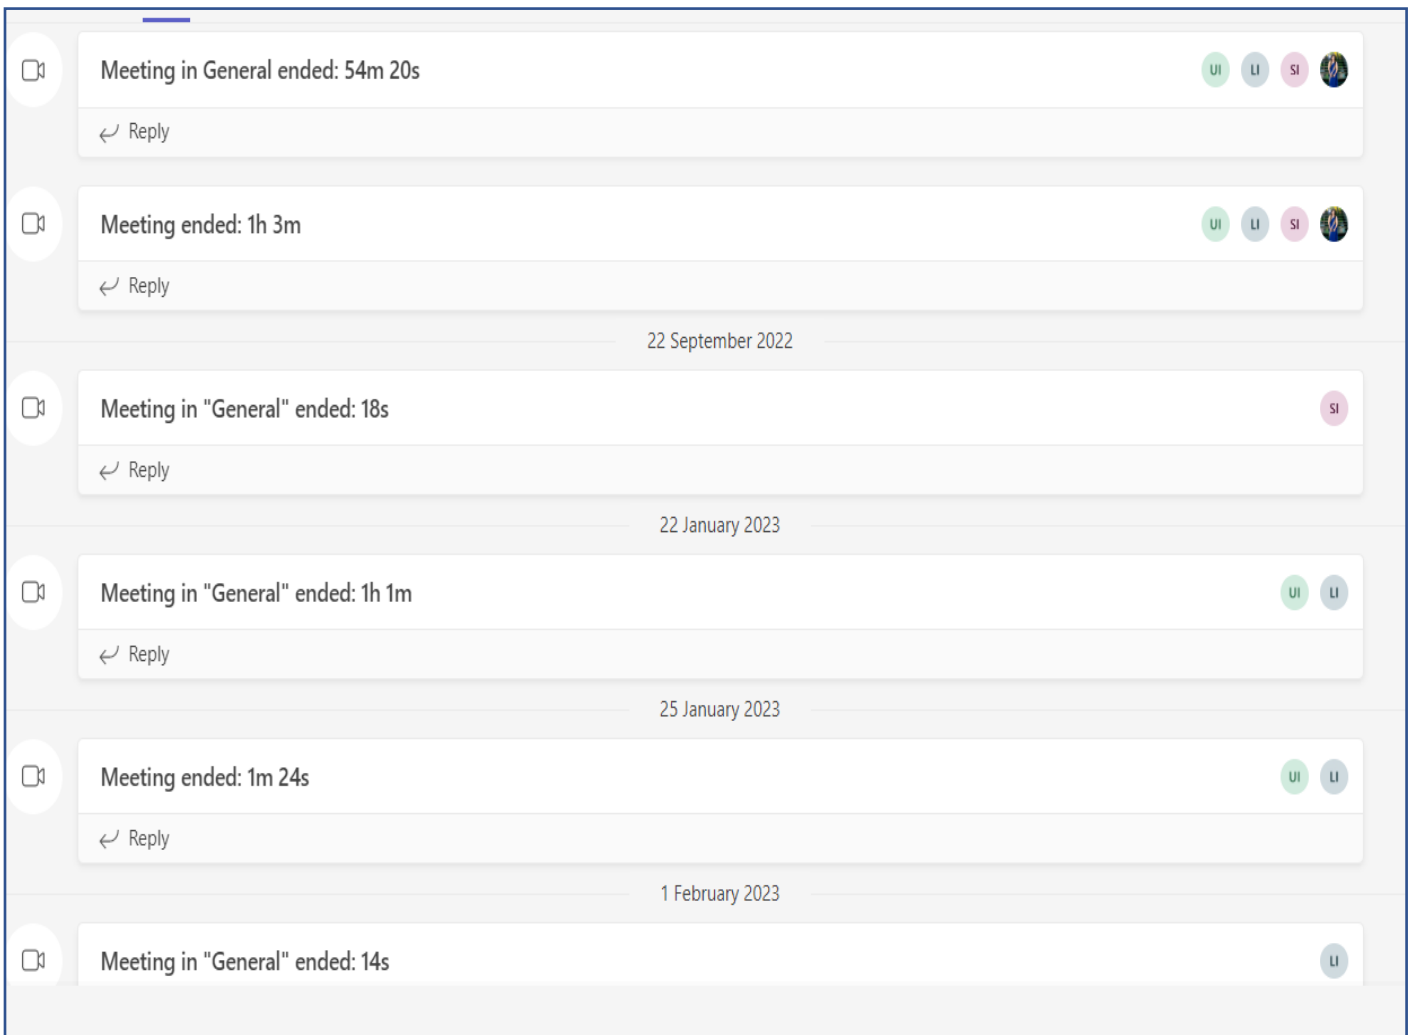 Meeting in General ended: 54m 20s UI LI SI
Reply
Meeting ended: 1h 3m UI LI SI
Reply
22 September 2022
Meeting in "General" ended: 18s SI
Reply
22 January 2023
Meeting in "General" ended: 1h 1m UI LI
Reply
25 January 2023
Meeting ended: 1m 24s UI LI
Reply
1 February 2023
Meeting in "General" ended: 14s LI